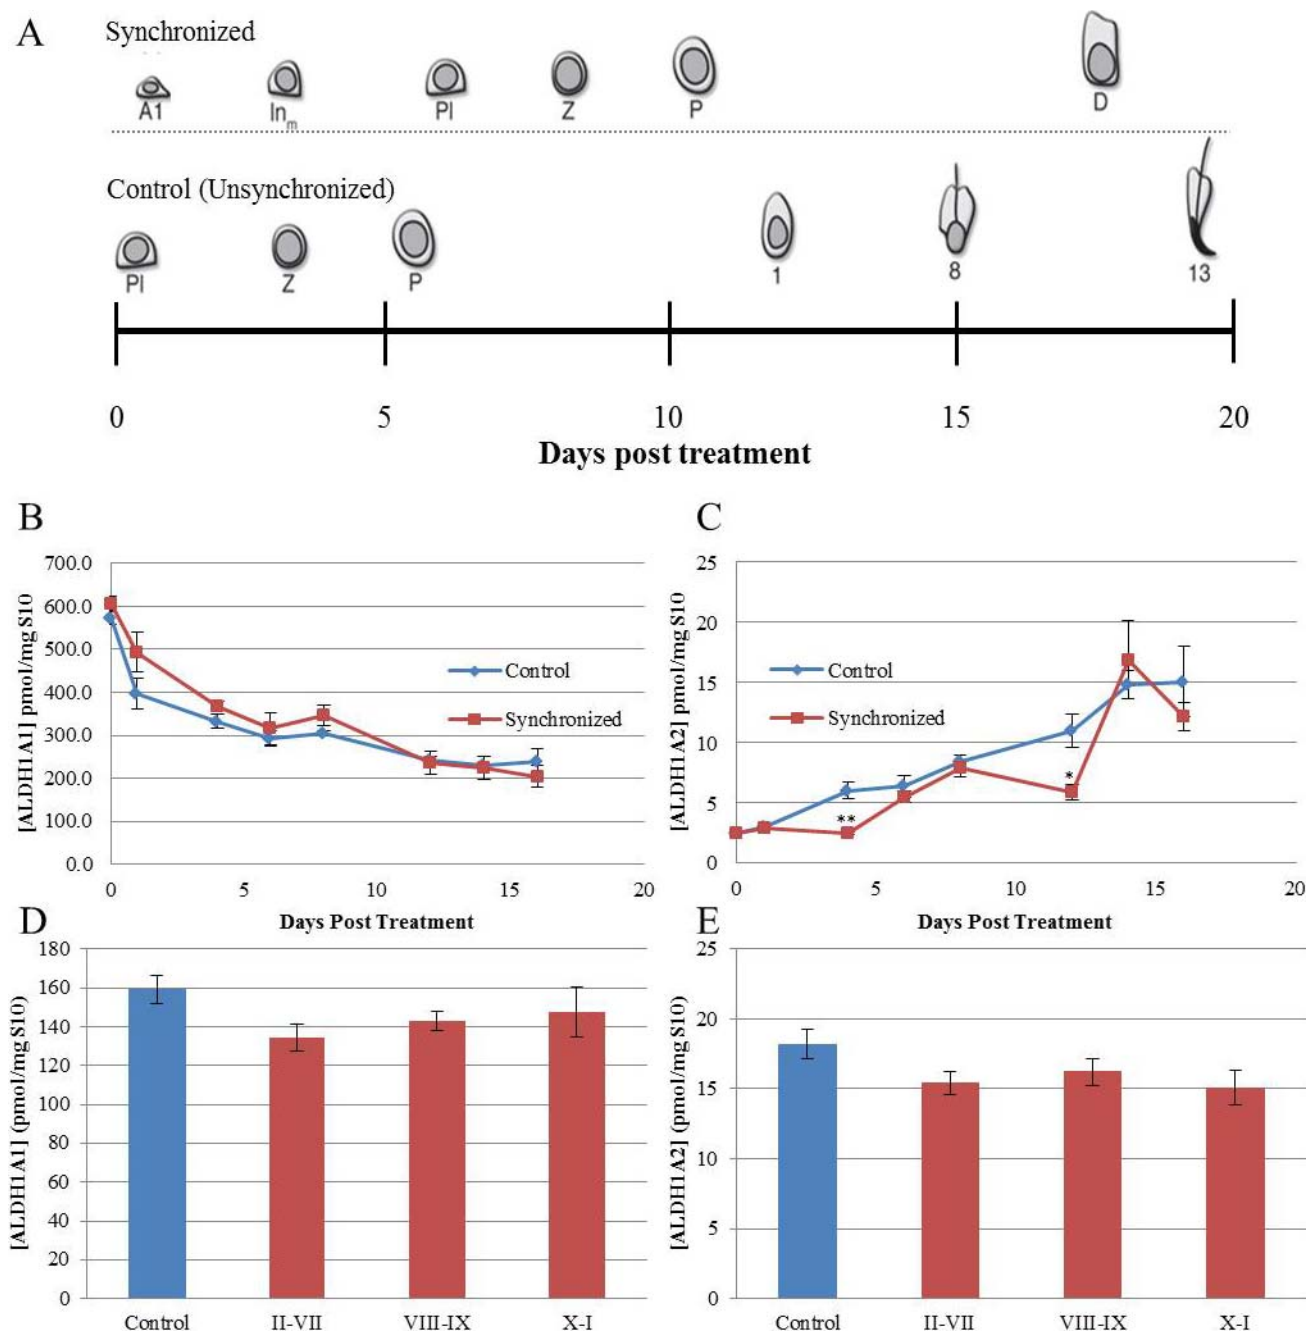 A
Synchronized
A1 In_m Pl Z P D
Control (Unsynchronized)
Pl Z P 1 8 13
0 5 10 15 20
Days post treatment
B
[ALDH1A1] pmol/mg S10
700.0
600.0
500.0
400.0
300.0
200.0
100.0
0.0
Control
Synchronized
0 5 10 15 20
Days Post Treatment
C
[ALDH1A2] pmol/mg S10
25
20
15
10
5
0
Control
Synchronized
**
*
0 5 10 15 20
Days Post Treatment
D
[ALDH1A1] (pmol/mg S10)
180
160
140
120
100
80
60
40
20
0
Control II-VII VIII-IX X-I
E
[ALDH1A2] (pmol/mg S10)
25
20
15
10
5
0
Control II-VII VIII-IX X-I